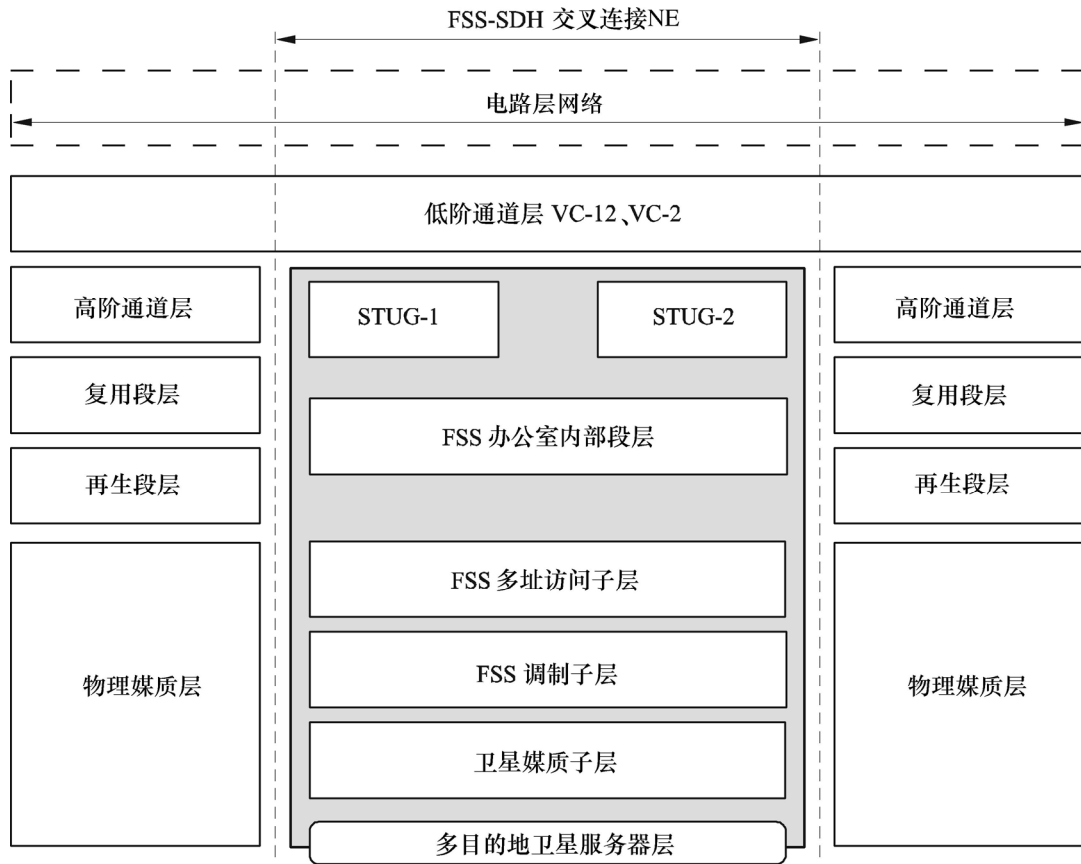 FSS-SDH 交叉连接NE
电路层网络
低阶通道层 VC-12、VC-2
高阶通道层
STUG-1
STUG-2
高阶通道层
复用段层
FSS 办公室内部段层
复用段层
再生段层
再生段层
FSS 多址访问子层
物理媒质层
FSS 调制子层
物理媒质层
卫星媒质子层
多目的地卫星服务器层